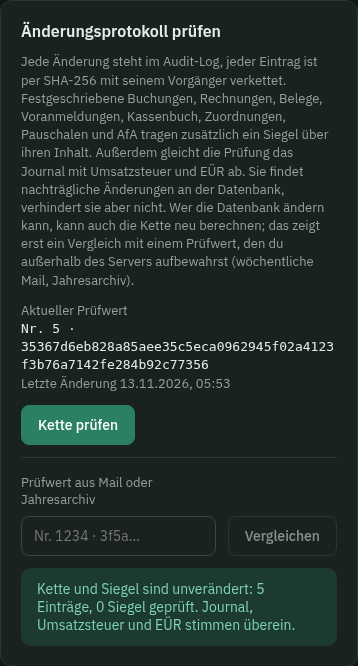 Änderungsprotokoll prüfen
Jede Änderung steht im Audit-Log, jeder Eintrag ist
per SHA-256 mit seinem Vorgänger verkettet.
Festgeschriebene Buchungen, Rechnungen, Belege,
Voranmeldungen, Kassenbuch, Zuordnungen,
Pauschalen und AfA tragen zusätzlich ein Siegel über
ihren Inhalt. Außerdem gleicht die Prüfung das
Journal mit Umsatzsteuer und EÜR ab. Sie findet
nachträgliche Änderungen an der Datenbank,
verhindert sie aber nicht. Wer die Datenbank ändern
kann, kann auch die Kette neu berechnen; das zeigt
erst ein Vergleich mit einem Prüfwert, den du
außerhalb des Servers aufbewahrst (wöchentliche
Mail, Jahresarchiv).
Aktueller Prüfwert
Nr. 5 ·
35367d6eb828a85aee35c5eca0962945f02a4123
f3b76a7142fe284b92c77356
Letzte Änderung 13.11.2026, 05:53
Kette prüfen
Prüfwert aus Mail oder
Jahresarchiv
Nr. 1234 · 3f5a…
Vergleichen
Kette und Siegel sind unverändert: 5
Einträge, 0 Siegel geprüft. Journal,
Umsatzsteuer und EÜR stimmen überein.